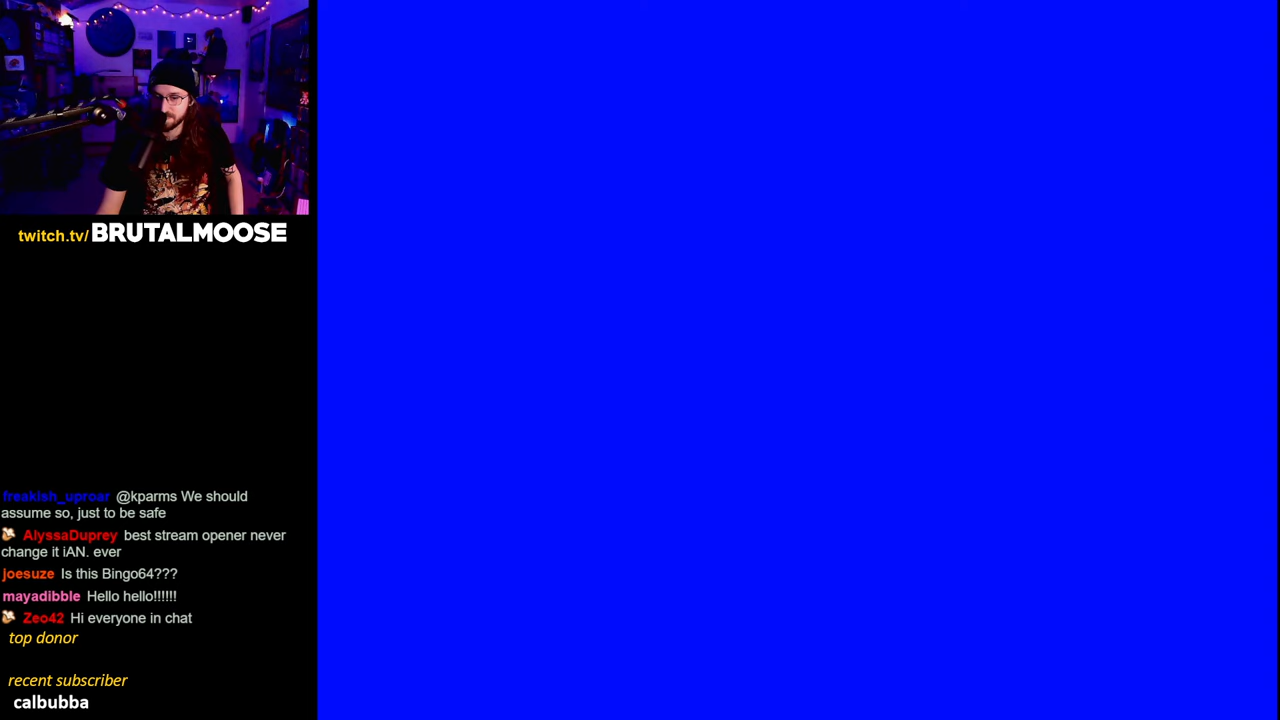 twitch.tv/BRUTALMOOSE
freakish_uproar @kparms We should
assume so, just to be safe
AlyssaDuprey best stream opener never
change it iAN. ever
joesuze Is this Bingo64???
mayadibble Hello hello!!!!!!
Zeo42 Hi everyone in chat
top donor
recent subscriber
calbubba